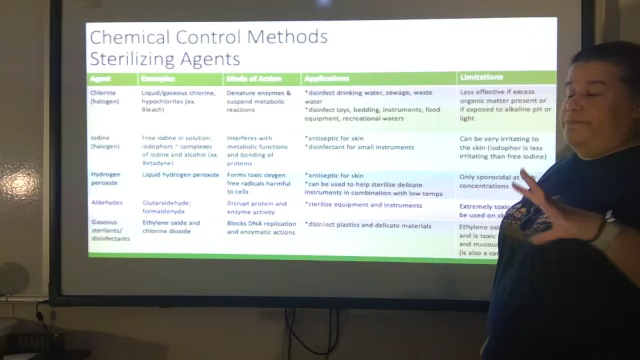 Chemical Control Methods
Sterilizing Agents
Agent Examples Mode of Action Applications Limitations
Chlorine (halogen)
Liquid/gaseous chlorine, hypochlorites (ex. Bleach)
Denature enzymes & suspend metabolic reactions
*disinfect drinking water, sewage, waste water
*disinfect toys, bedding, instruments, food equipment, recreational waters
Less effective if excess organic matter present or if exposed to alkaline pH or light
Iodine (halogen)
Free iodine in solution; iodophors ~ complexes of iodine and alcohol (ex. Betadyne)
Interferes with metabolic functions and bonding of proteins
*antiseptic for skin
*disinfectant for small instruments
Can be very irritating to the skin (iodophor is less irritating than free iodine)
Hydrogen peroxide
Liquid hydrogen peroxide
Forms toxic oxygen free radicals harmful to cells
*antiseptic for skin
*can be used to help sterilize delicate instruments in combination with low temps
Only sporocidal at
concentrations
Aldehydes
Glutaraldehyde; formaldehyde
Disrupt protein and enzyme activity
*sterilise equipment and instruments
Extremely toxic
be used on
Gaseous sterilants/ disinfectants
Ethylene oxide and chlorine dioxide
Blocks DNA replication and enzymatic actions
*disinfect plastics and delicate materials
Ethylene
and is toxic
and
(is also a